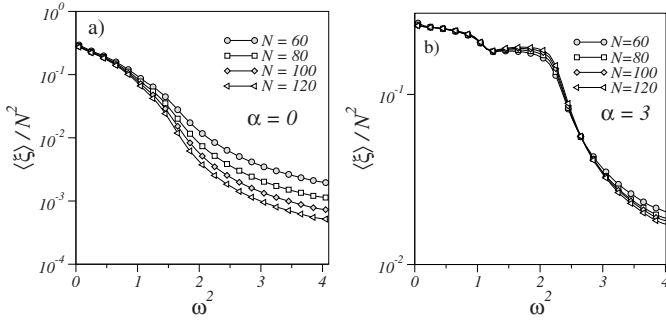 a)
10^0
10^-1
10^-2
10^-3
10^-4
⟨ξ⟩ / N^2
N = 60
N = 80
N = 100
N = 120
α = 0
0 1 2 3 4
ω^2
b)
10^-1
10^-2
⟨ξ⟩ / N^2
N=60
N=80
N=100
N=120
α = 3
0 1 2 3 4
ω^2